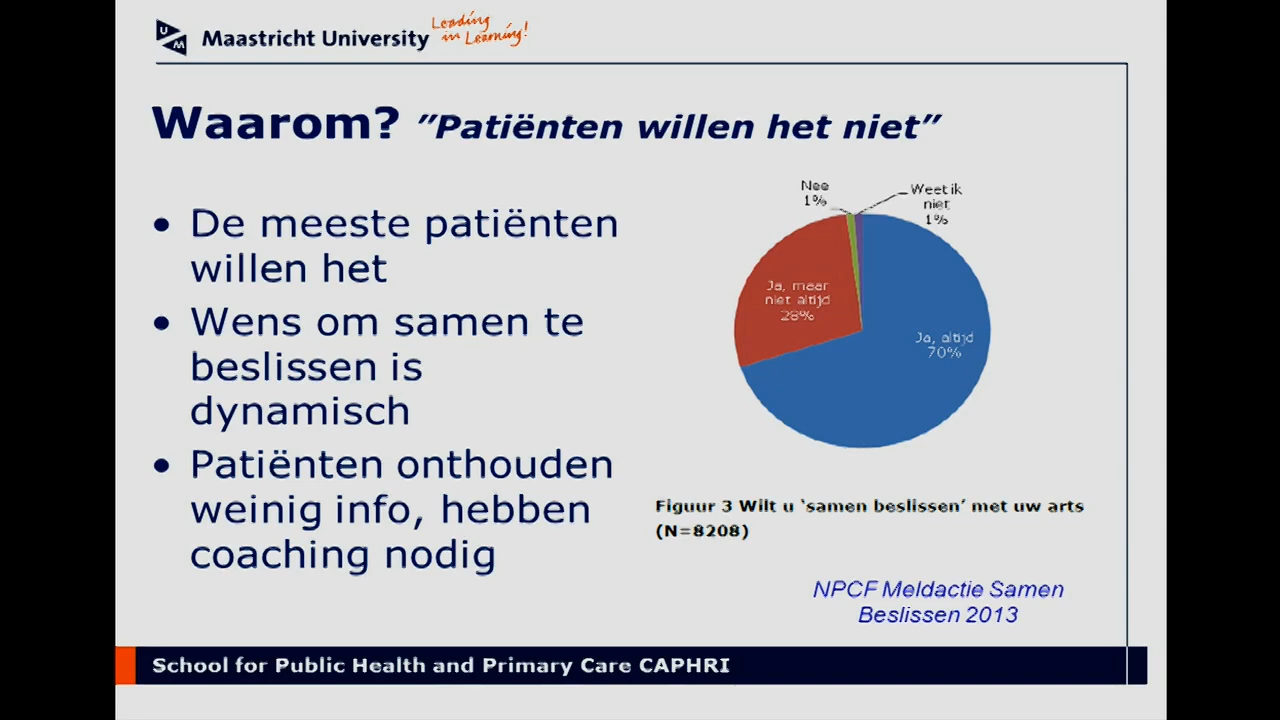 UM
Maastricht University
Leading
in Learning!
Waarom? ”Patiënten willen het niet”
• De meeste patiënten
willen het
• Wens om samen te
beslissen is
dynamisch
• Patiënten onthouden
weinig info, hebben
coaching nodig
Nee
1%
Weet ik
niet
1%
Ja, maar
niet altijd
28%
Ja, altijd
70%
Figuur 3 Wilt u ‘samen beslissen’ met uw arts
(N=8208)
NPCF Meldactie Samen
Beslissen 2013
School for Public Health and Primary Care CAPHRI